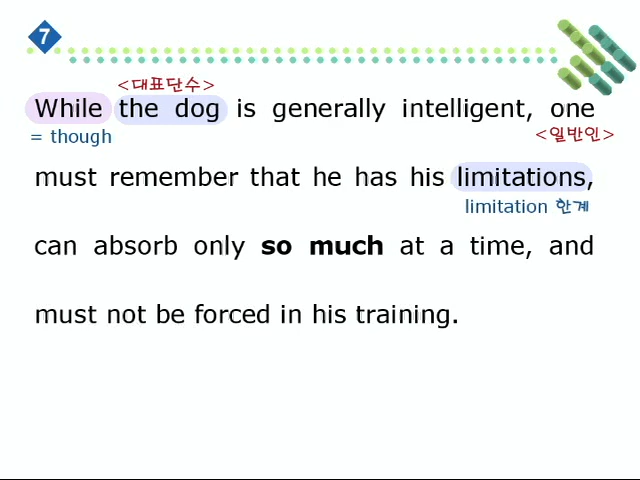 7
<대표단수>
While the dog is generally intelligent, one
= though
<일반인>
must remember that he has his limitations,
limitation 한계
can absorb only so much at a time, and
must not be forced in his training.